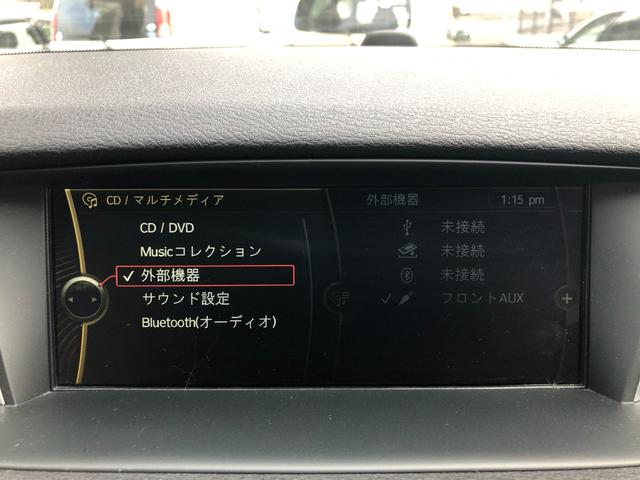 CD / マルチメディア
CD / DVD
Musicコレクション
外部機器
サウンド設定
Bluetooth(オーディオ)
外部機器
1:15 pm
未接続
未接続
未接続
フロントAUX